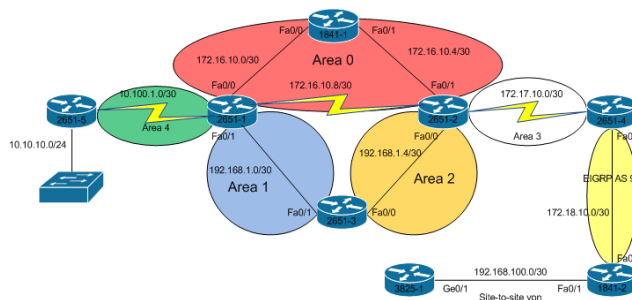 Fa0/0
Fa0/1
1841-1
172.16.10.0/30
Area 0
172.16.10.4/30
10.100.1.0/30
Fa0/0
172.16.10.8/30
Fa0/1
172.17.10.0/30
2651-5
Area 4
2651-1
Fa0/1
2651-2
Fa0/0
Area 3
2651-4
10.10.10.0/24
192.168.1.0/30
Area 1
192.168.1.4/30
Area 2
EIGRP AS
172.18.10.0/30
Fa0/1
2651-3
Fa0/0
192.168.100.0/30
3825-1
Ge0/1
Fa0/1
1841-2
Site-to-site vpn